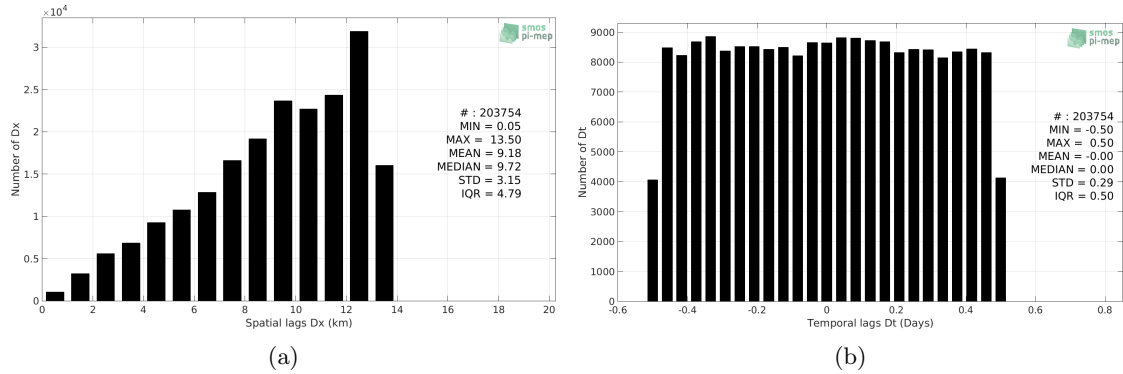 ×10⁴
3
2.5
2
1.5
1
0.5
0
Number of Dx
0 2 4 6 8 10 12 14 16 18 20
Spatial lags Dx (km)
smos
pi-mep
# : 203754
MIN = 0.05
MAX = 13.50
MEAN = 9.18
MEDIAN = 9.72
STD = 3.15
IQR = 4.79
(a)
9000
8000
7000
6000
5000
4000
3000
2000
1000
0
Number of Dt
-0.6 -0.4 -0.2 0 0.2 0.4 0.6 0.8
Temporal lags Dt (Days)
smos
pi-mep
# : 203754
MIN = -0.50
MAX = 0.50
MEAN = -0.00
MEDIAN = 0.00
STD = 0.29
IQR = 0.50
(b)